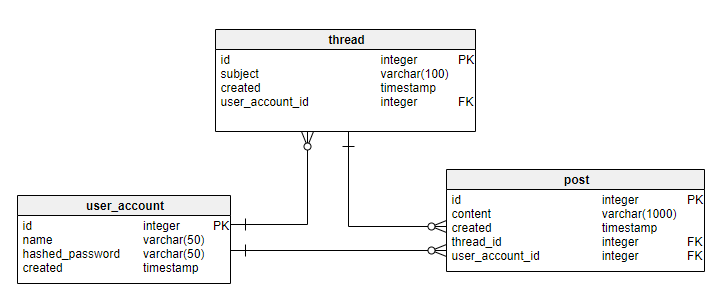 thread
id integer PK
subject varchar(100)
created timestamp
user_account_id integer FK
user_account
id integer PK
name varchar(50)
hashed_password varchar(50)
created timestamp
post
id integer PK
content varchar(1000)
created timestamp
thread_id integer FK
user_account_id integer FK